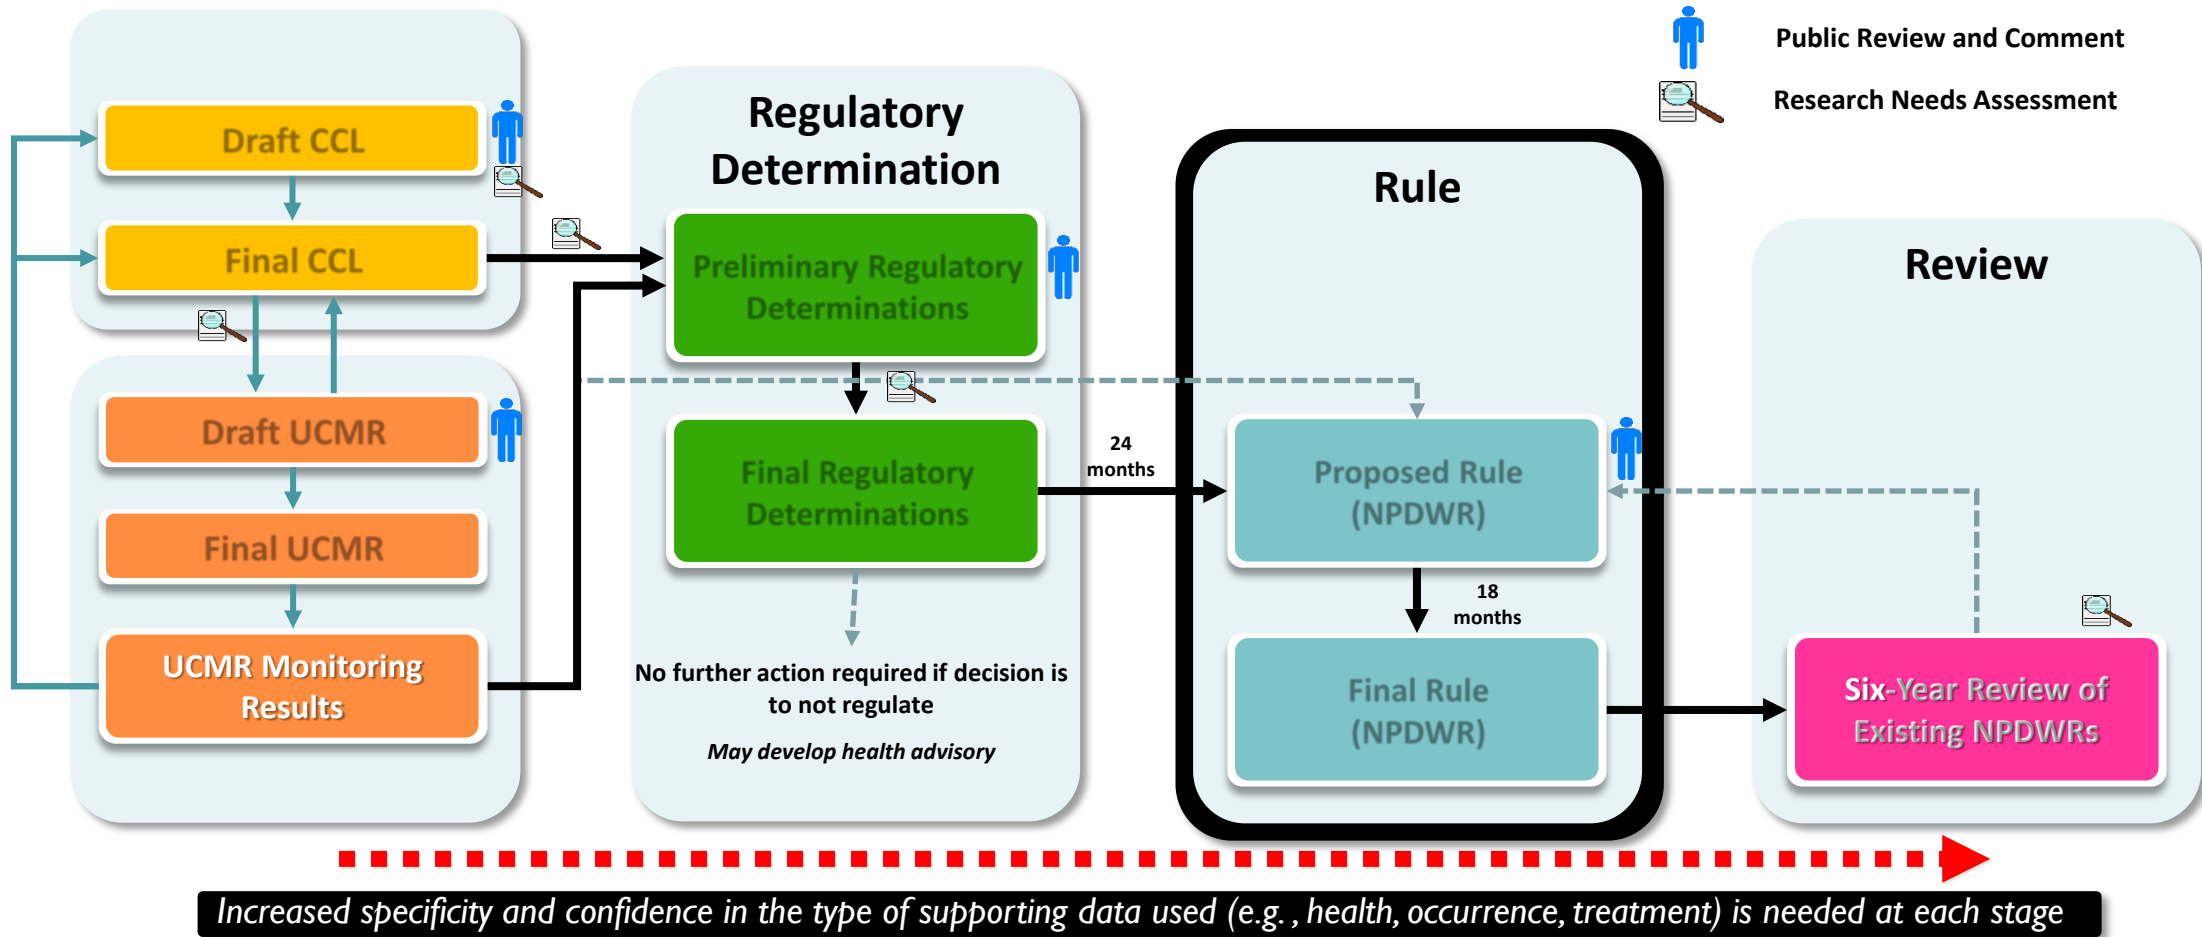 Public Review and Comment
Research Needs Assessment
Draft CCL
Final CCL
Draft UCMR
Final UCMR
UCMR Monitoring
Results
Regulatory
Determination
Preliminary Regulatory
Determinations
Final Regulatory
Determinations
No further action required if decision is
to not regulate
May develop health advisory
24
months
Rule
Proposed Rule
(NPDWR)
18
months
Final Rule
(NPDWR)
Review
Six-Year Review of
Existing NPDWRs
Increased specificity and confidence in the type of supporting data used (e.g., health, occurrence, treatment) is needed at each stage